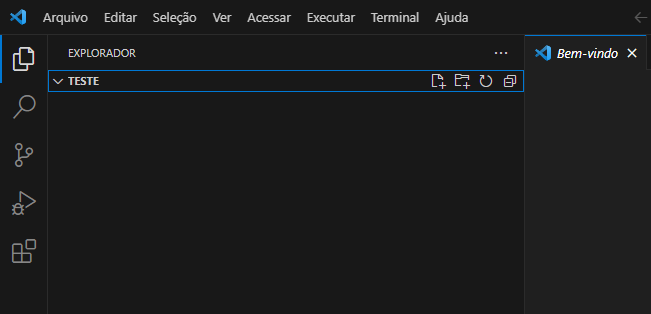 Arquivo Editar Seleção Ver Acessar Executar Terminal Ajuda
EXPLORADOR
Bem-vindo
TESTE